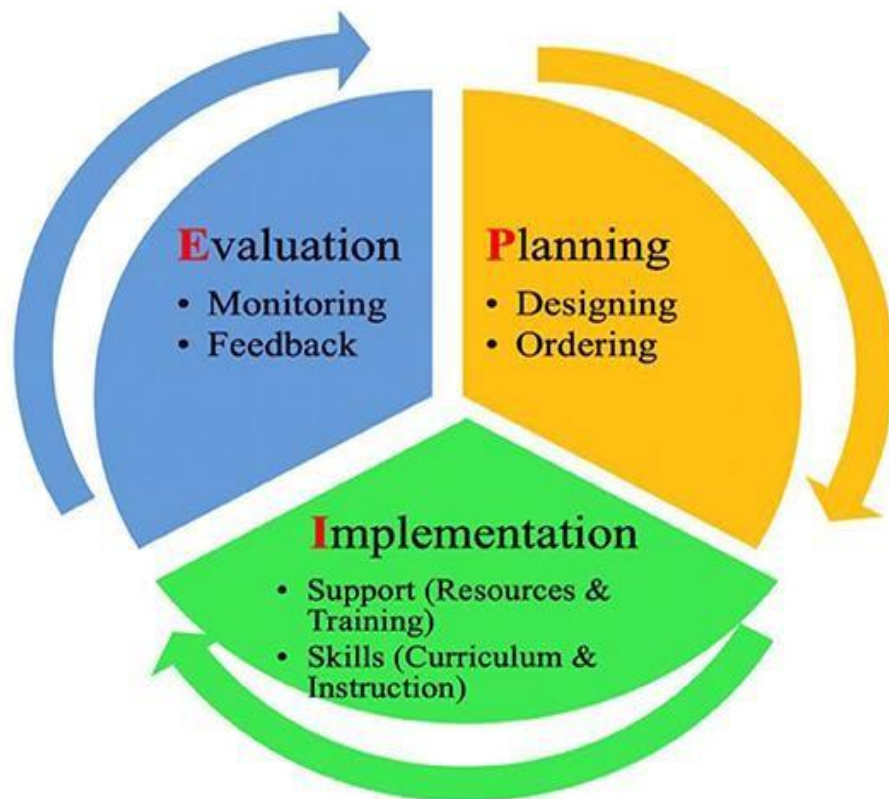 Evaluation
• Monitoring
• Feedback
Planning
• Designing
• Ordering
Implementation
• Support (Resources &
Training)
• Skills (Curriculum &
Instruction)